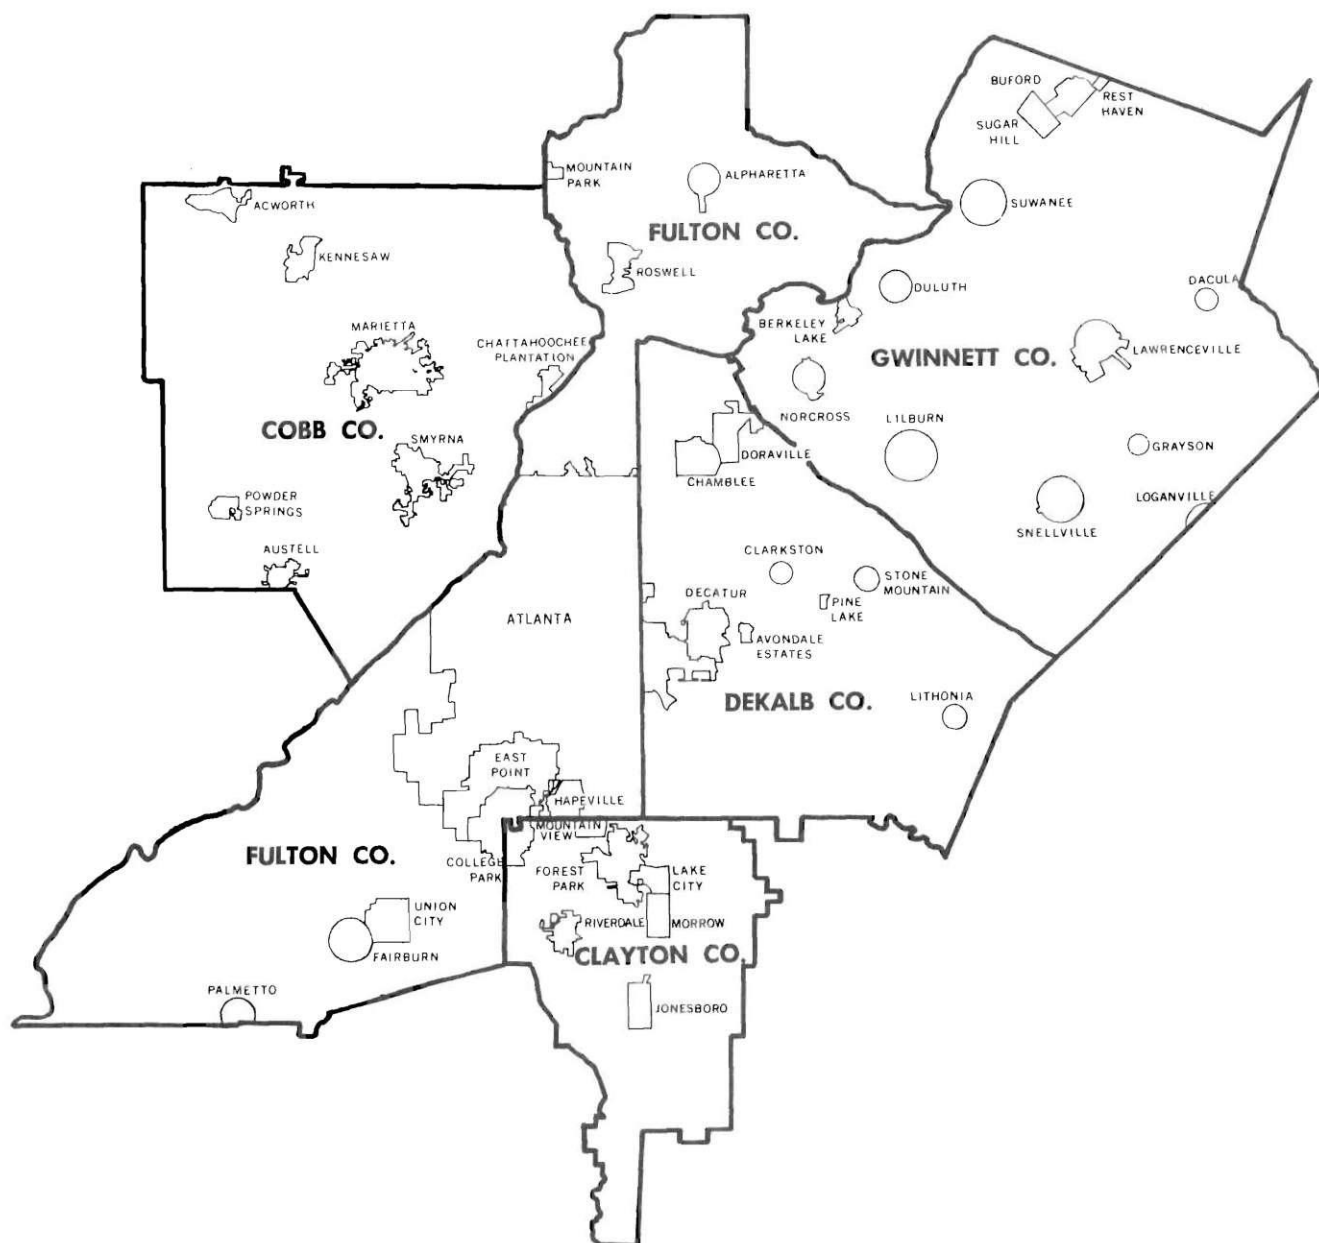 BUFORD
REST
HAVEN
SUGAR
HILL
MOUNTAIN
PARK
ALPHARETTA
ACWORTH
SUWANEE
FULTON CO.
KENNESAW
ROSWELL
DULUTH
DACULA
MARIETTA
CHATTAHOOCHEE
PLANTATION
BERKELEY
LAKE
GWINNETT CO.
LAWRENCEVILLE
NORCROSS
LILBURN
COBB CO.
SMYRNA
GRAYSON
DORAVILLE
CHAMBLEE
POWDER
SPRINGS
LOGANVILLE
SNELLVILLE
AUSTELL
CLARKSTON
STONE
MOUNTAIN
DECATUR
PINE
LAKE
ATLANTA
AVONDALE
ESTATES
DEKALB CO.
LITHONIA
EAST
POINT
HAPEVILLE
MOUNTAIN
VIEW
FULTON CO.
COLLEGE
PARK
FOREST
PARK
LAKE
CITY
UNION
CITY
RIVERDALE
MORROW
FAIRBURN
CLAYTON CO.
PALMETTO
JONESBORO